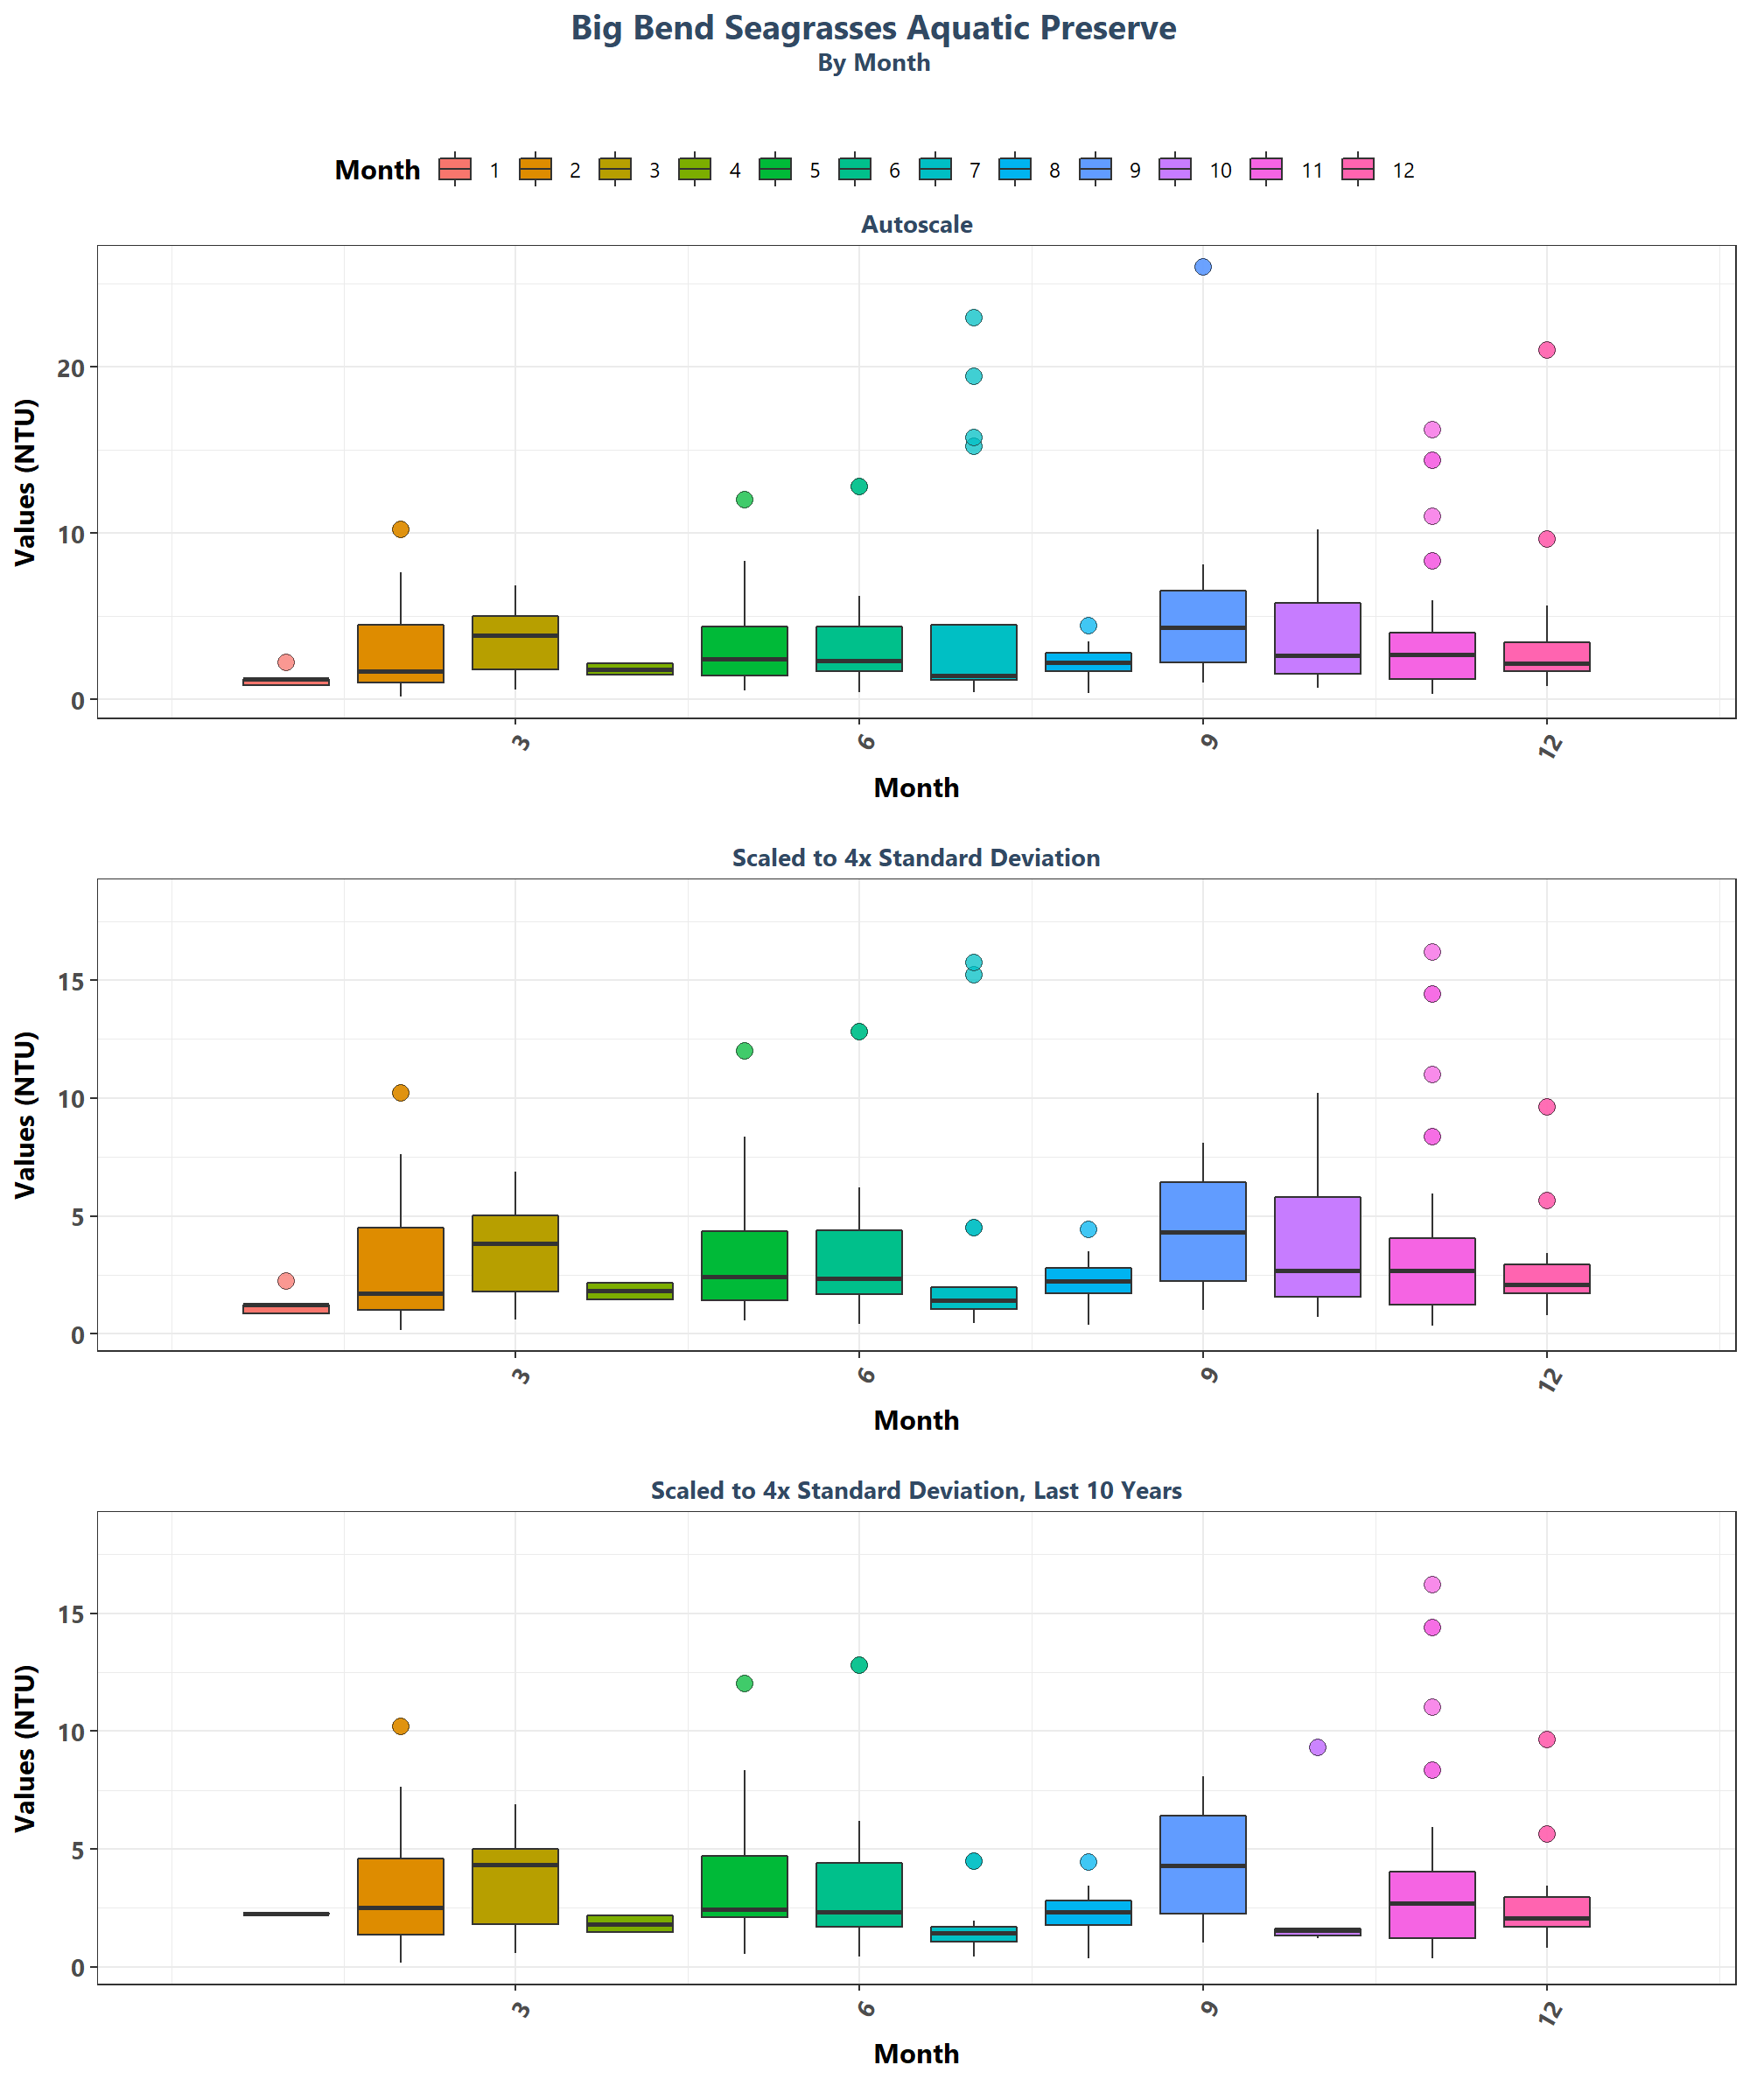 Big Bend Seagrasses Aquatic Preserve
By Month
Month 1 2 3 4 5 6 7 8 9 10 11 12
Autoscale
Values (NTU)
20
10
0
3 6 9 12
Month
Scaled to 4x Standard Deviation
Values (NTU)
15
10
5
0
3 6 9 12
Month
Scaled to 4x Standard Deviation, Last 10 Years
Values (NTU)
15
10
5
0
3 6 9 12
Month